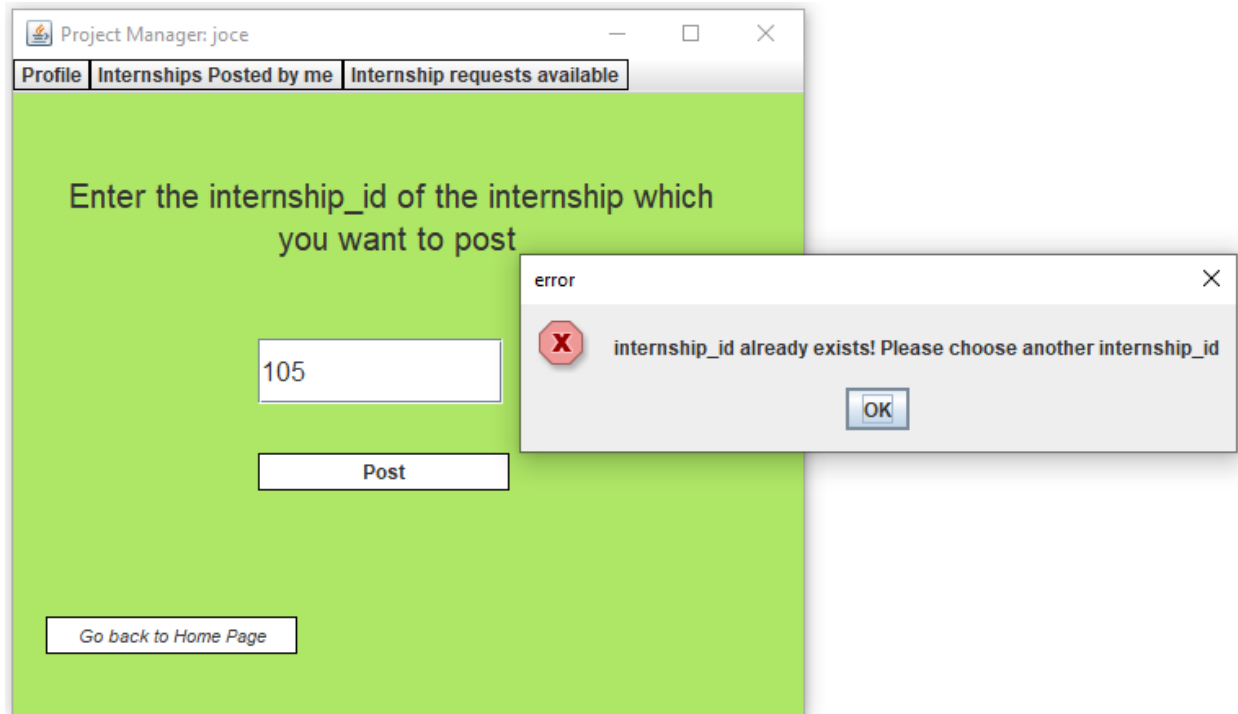 Project Manager: joce
Profile Internships Posted by me Internship requests available
Enter the internship_id of the internship which
you want to post
105
Post
Go back to Home Page
error
internship_id already exists! Please choose another internship_id
OK